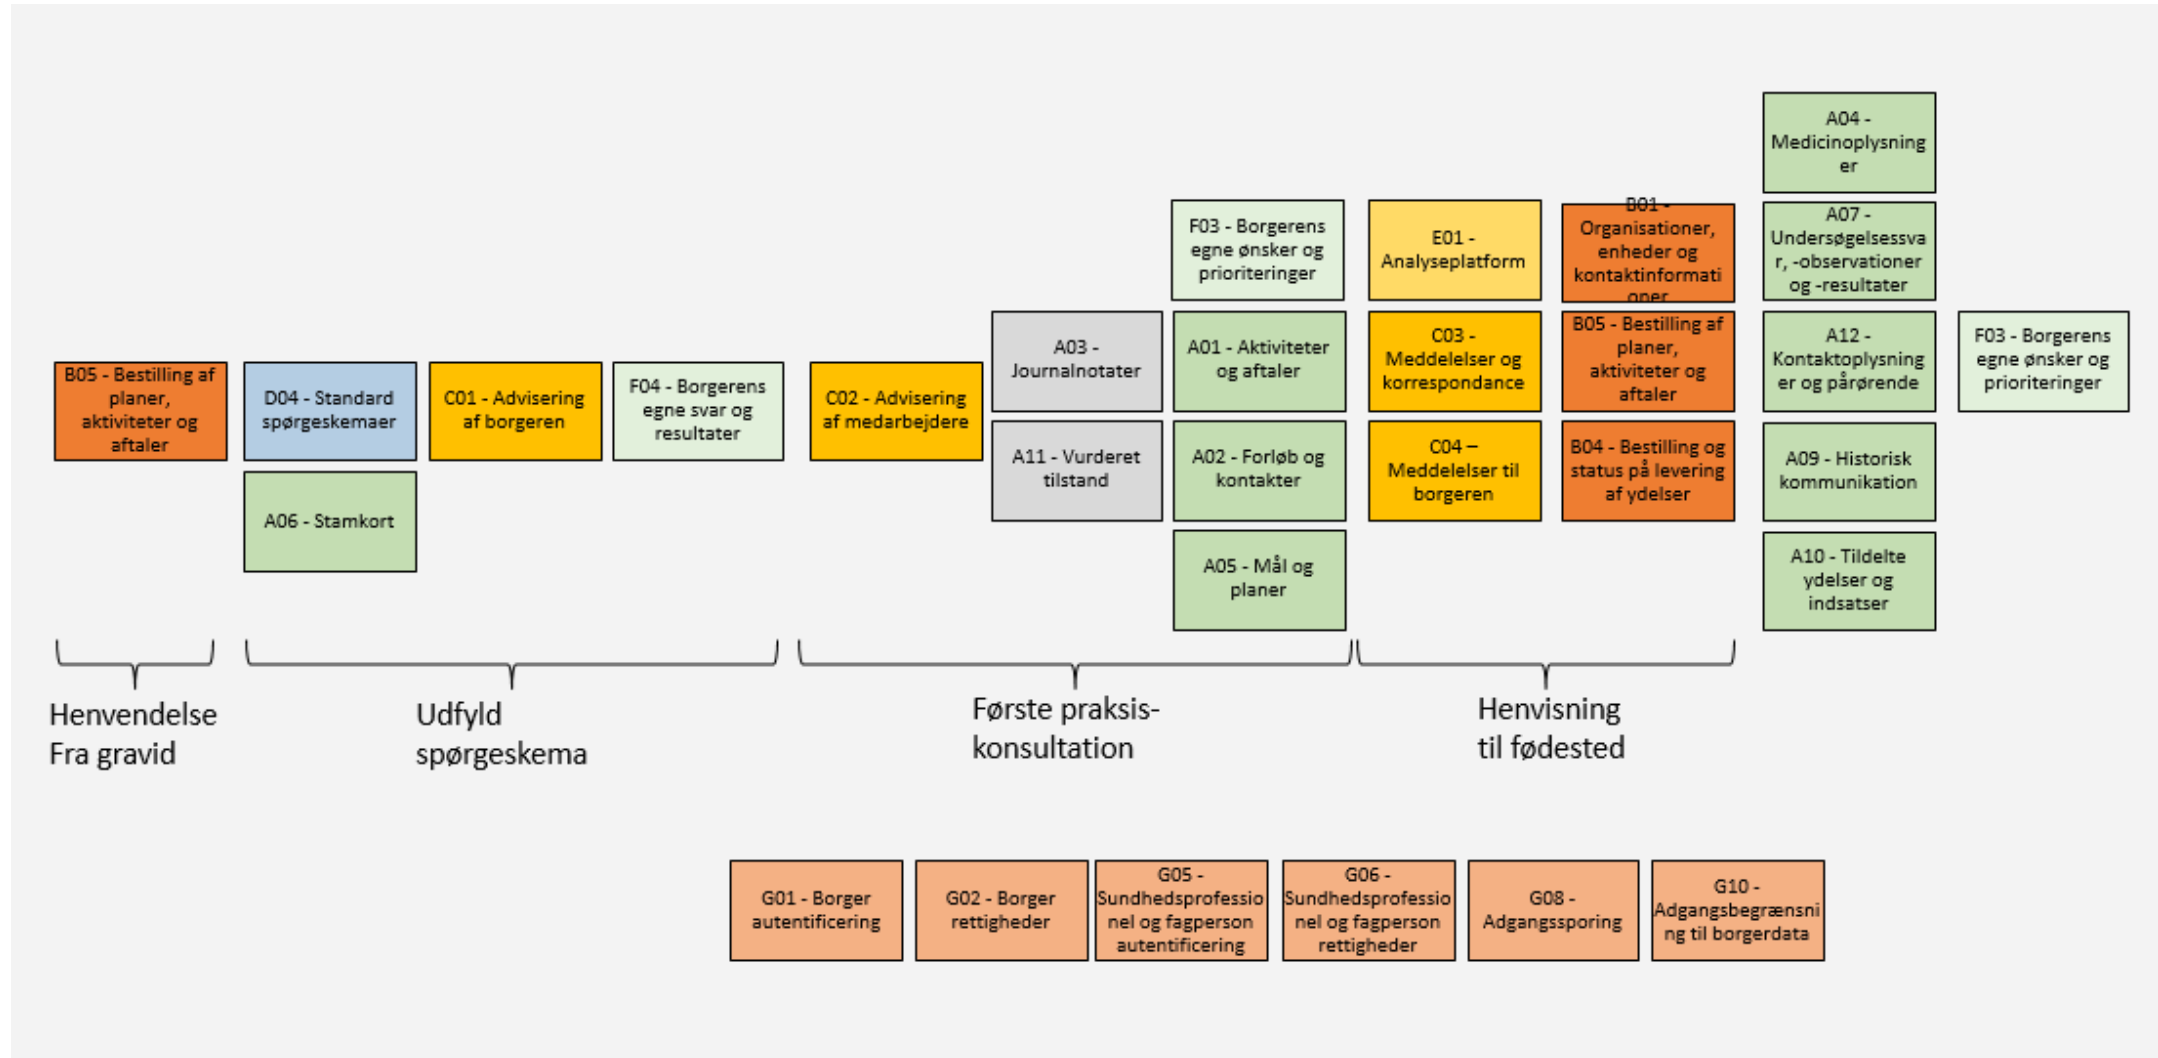 B05 - Bestilling af
planer,
aktiviteter og
aftaler
D04 - Standard
spørgeskemaer
A06 - Stamkort
C01 - Advisering
af borgeren
F04 - Borgerens
egne svar og
resultater
C02 - Advisering
af medarbejdere
A03 -
Journalnotater
A11 - Vurderet
tilstand
F03 - Borgerens
egne ønsker og
prioriteringer
A01 - Aktiviteter
og aftaler
A02 - Forløb og
kontakter
A05 - Mål og
planer
E01 -
Analyseplatform
C03 -
Meddelelser og
korrespondance
C04 –
Meddelelser til
borgeren
B01 -
Organisationer,
enheder og
kontaktinformati
oner
B05 - Bestilling af
planer,
aktiviteter og
aftaler
B04 - Bestilling og
status på levering
af ydelser
A04 -
Medicinoplysning
er
A07 -
Undersøgelsessva
r, -observationer
og -resultater
A12 -
Kontaktoplysning
er og pårørende
A09 - Historisk
kommunikation
A10 - Tildelte
ydelser og
indsatser
F03 - Borgerens
egne ønsker og
prioriteringer
Henvendelse
Fra gravid
Udfyld
spørgeskema
Første praksis-
konsultation
Henvisning
til fødested
G01 - Borger
autentificering
G02 - Borger
rettigheder
G05 -
Sundhedsprofessio
nel og fagperson
autentificering
G06 -
Sundhedsprofessio
nel og fagperson
rettigheder
G08 -
Adgangssporing
G10 -
Adgangsbegrænsni
ng til borgerdata